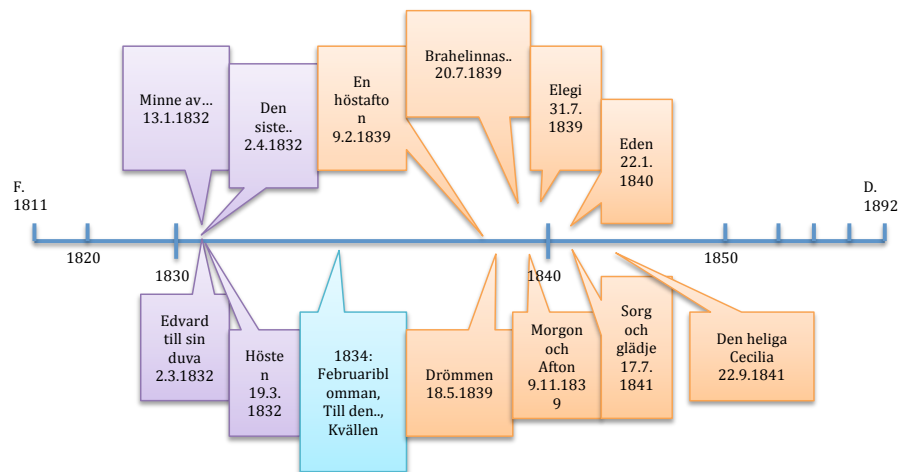 Minne av...
13.1.1832
Den
siste..
2.4.1832
En
höstafto
n
9.2.1839
Brahelinnas..
20.7.1839
Elegi
31.7.
1839
Eden
22.1.
1840
F.
1811
D.
1892
1820
1830
1840
1850
Edvard
till sin
duva
2.3.1832
Höste
n
19.3.
1832
1834:
Februaribl
omman,
Till den..,
Kvällen
Drömmen
18.5.1839
Morgon
och
Afton
9.11.183
9
Sorg
och
glädje
17.7.
1841
Den heliga
Cecilia
22.9.1841